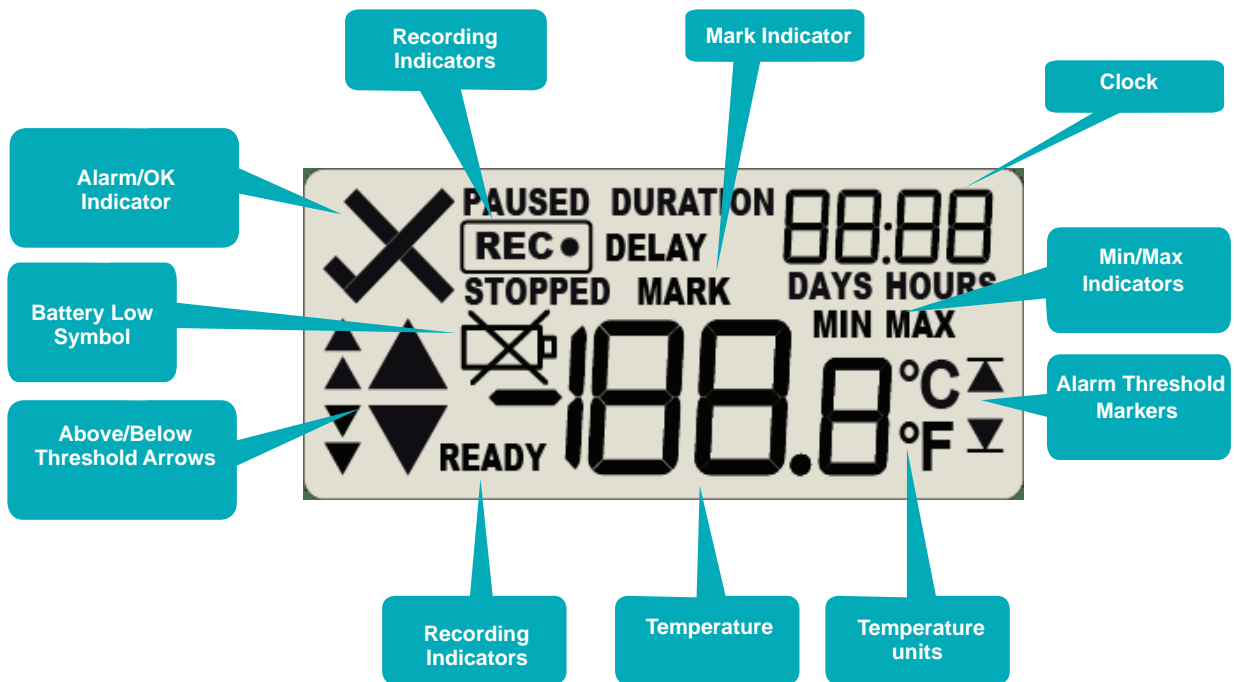 Recording
Indicators
Mark Indicator
Clock
Alarm/OK
Indicator
PAUSED DURATION 88:88
REC● DELAY
STOPPED MARK DAYS HOURS
MIN MAX
Min/Max
Indicators
Battery Low
Symbol
-188.8 °C
°F
READY
Alarm Threshold
Markers
Above/Below
Threshold Arrows
Recording
Indicators
Temperature
Temperature
units